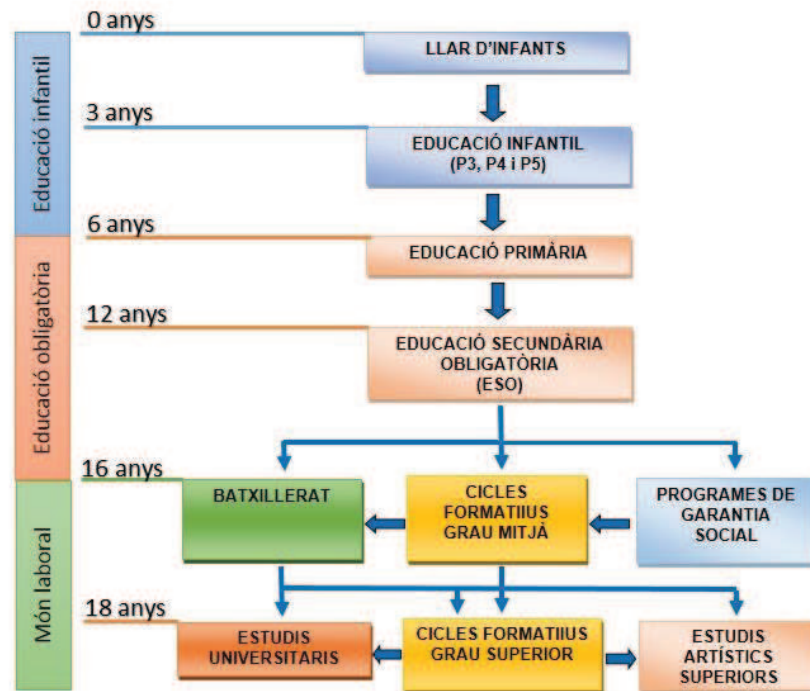 0 anys
LLAR D'INFANTS
3 anys
EDUCACIÓ INFANTIL
(P3, P4 i P5)
Educació infantil
6 anys
EDUCACIÓ PRIMÀRIA
12 anys
EDUCACIÓ SECUNDÀRIA
OBLIGATÒRIA
(ESO)
Educació obligatòria
16 anys
BATXILLERAT
CICLES
FORMATIIUS
GRAU MITJÀ
PROGRAMES DE
GARANTIA
SOCIAL
Món laboral
18 anys
ESTUDIS
UNIVERSITARIS
CICLES FORMATIIUS
GRAU SUPERIOR
ESTUDIS
ARTÍSTICS
SUPERIORS